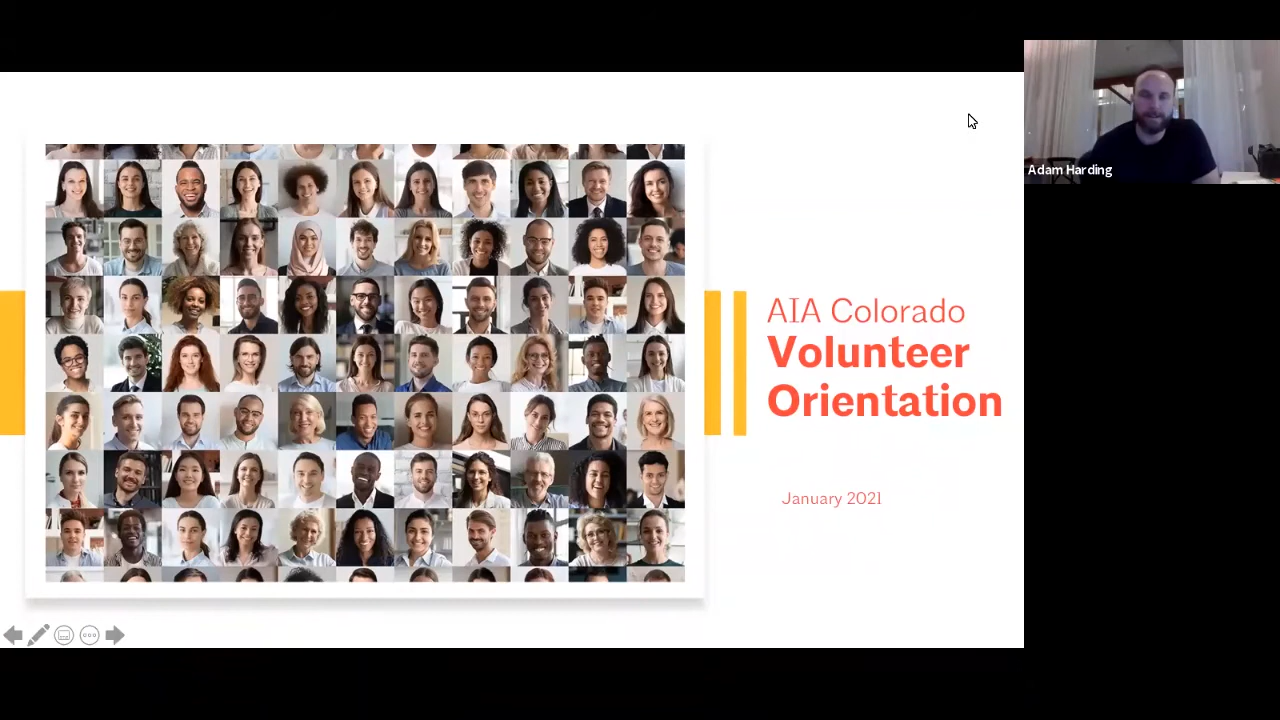 AIA Colorado
Volunteer
Orientation
January 2021
Adam Harding